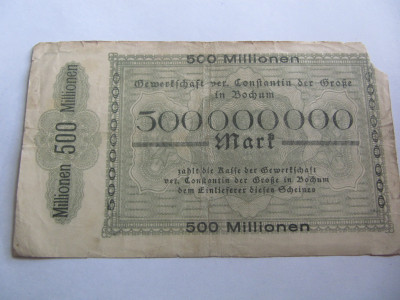 500 Millionen
Millionen 500 Millionen
Gewerkschaft ver. Constantin der Große
in Bochum
500000000
Mark
zahlt die Kasse der Gewerkschaft
ver. Constantin der Große in Bochum
dem Einlieferer dieses Scheines
500 Millionen